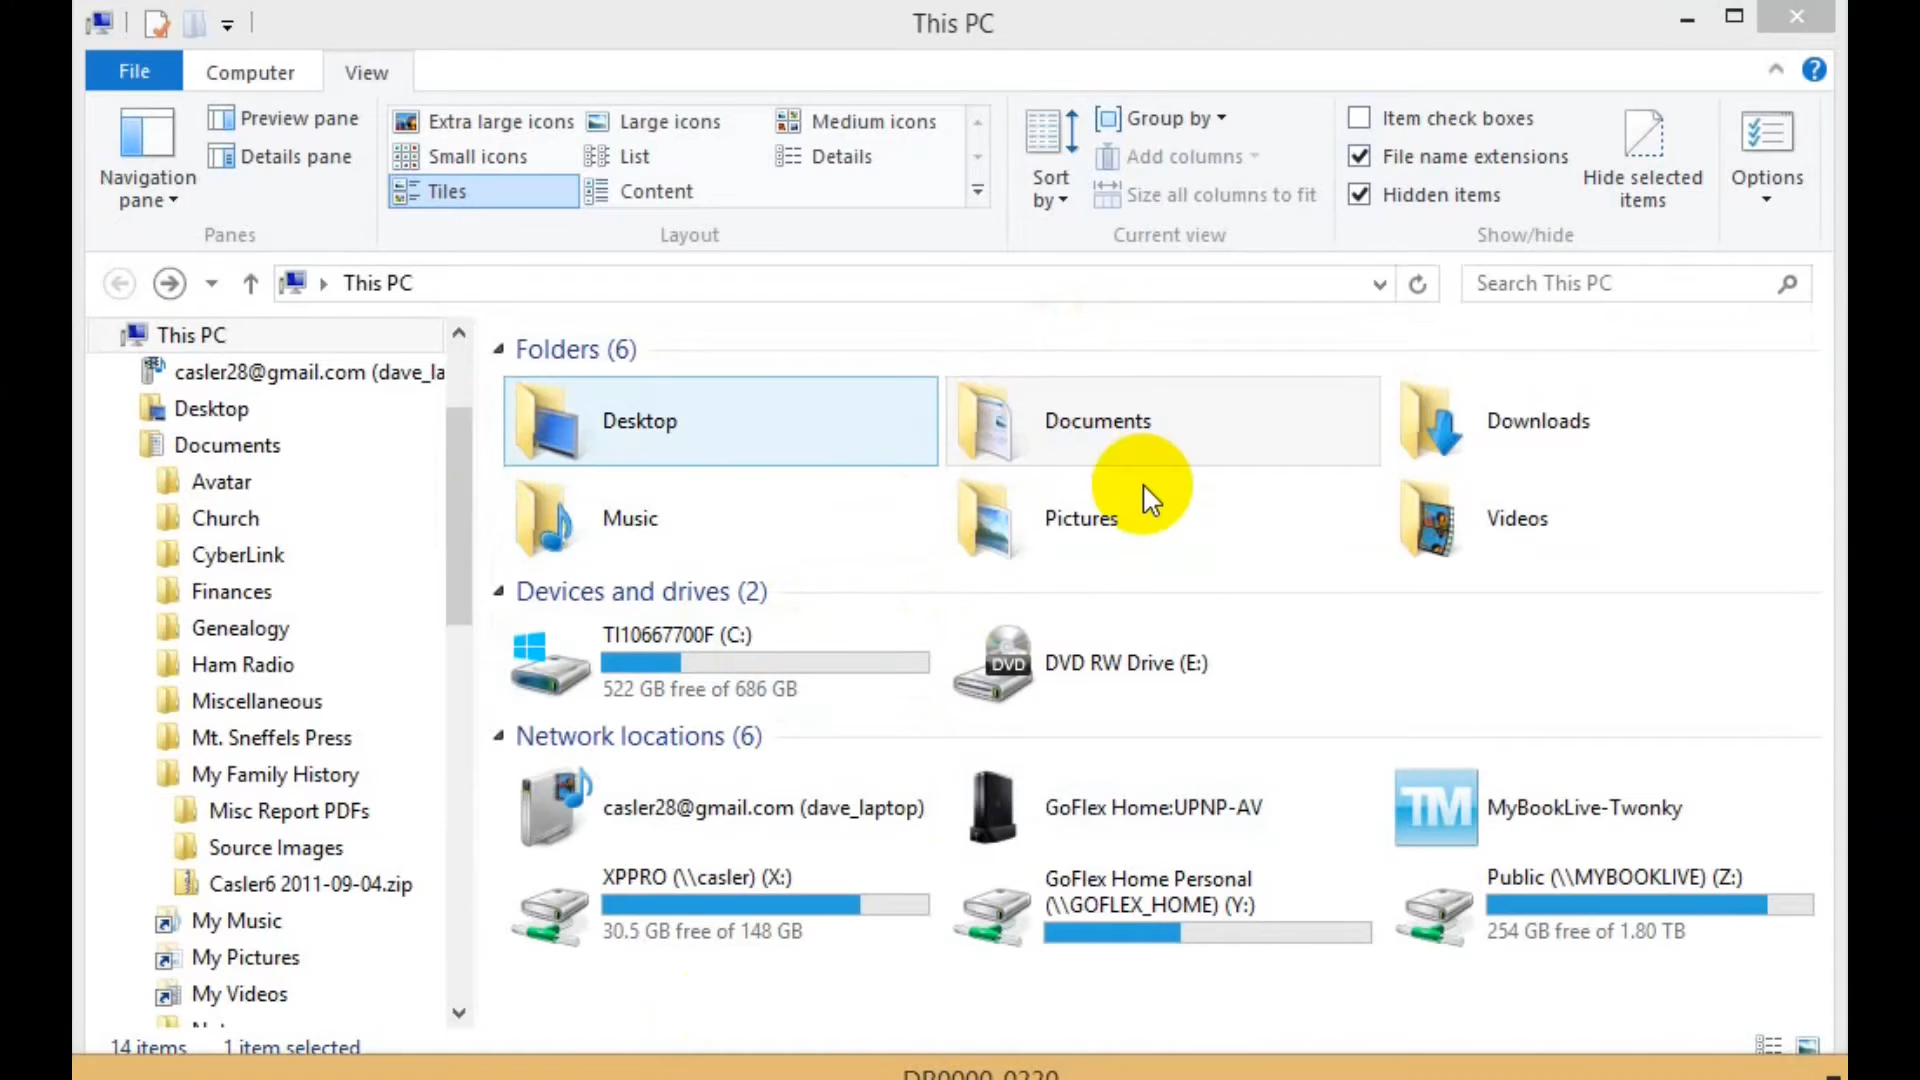 This PC
File
Computer
View
Navigation
pane
Preview pane
Details pane
Panes
Extra large icons
Large icons
Medium icons
Small icons
List
Details
Tiles
Content
Layout
Sort
by
Group by
Add columns
Size all columns to fit
Current view
Item check boxes
File name extensions
Hidden items
Hide selected
items
Show/hide
Options
This PC
Search This PC
This PC
casler28@gmail.com (dave_la
Desktop
Documents
Avatar
Church
CyberLink
Finances
Genealogy
Ham Radio
Miscellaneous
Mt. Sneffels Press
My Family History
Misc Report PDFs
Source Images
Casler6 2011-09-04.zip
My Music
My Pictures
My Videos
Folders (6)
Desktop
Documents
Downloads
Music
Pictures
Videos
Devices and drives (2)
TI10667700F (C:)
522 GB free of 686 GB
DVD
DVD RW Drive (E:)
Network locations (6)
casler28@gmail.com (dave_laptop)
GoFlex Home:UPNP-AV
TM
MyBookLive-Twonky
XPPRO (\\casler) (X:)
30.5 GB free of 148 GB
GoFlex Home Personal
(\\GOFLEX_HOME) (Y:)
Public (\\MYBOOKLIVE) (Z:)
254 GB free of 1.80 TB
14 items
1 item selected